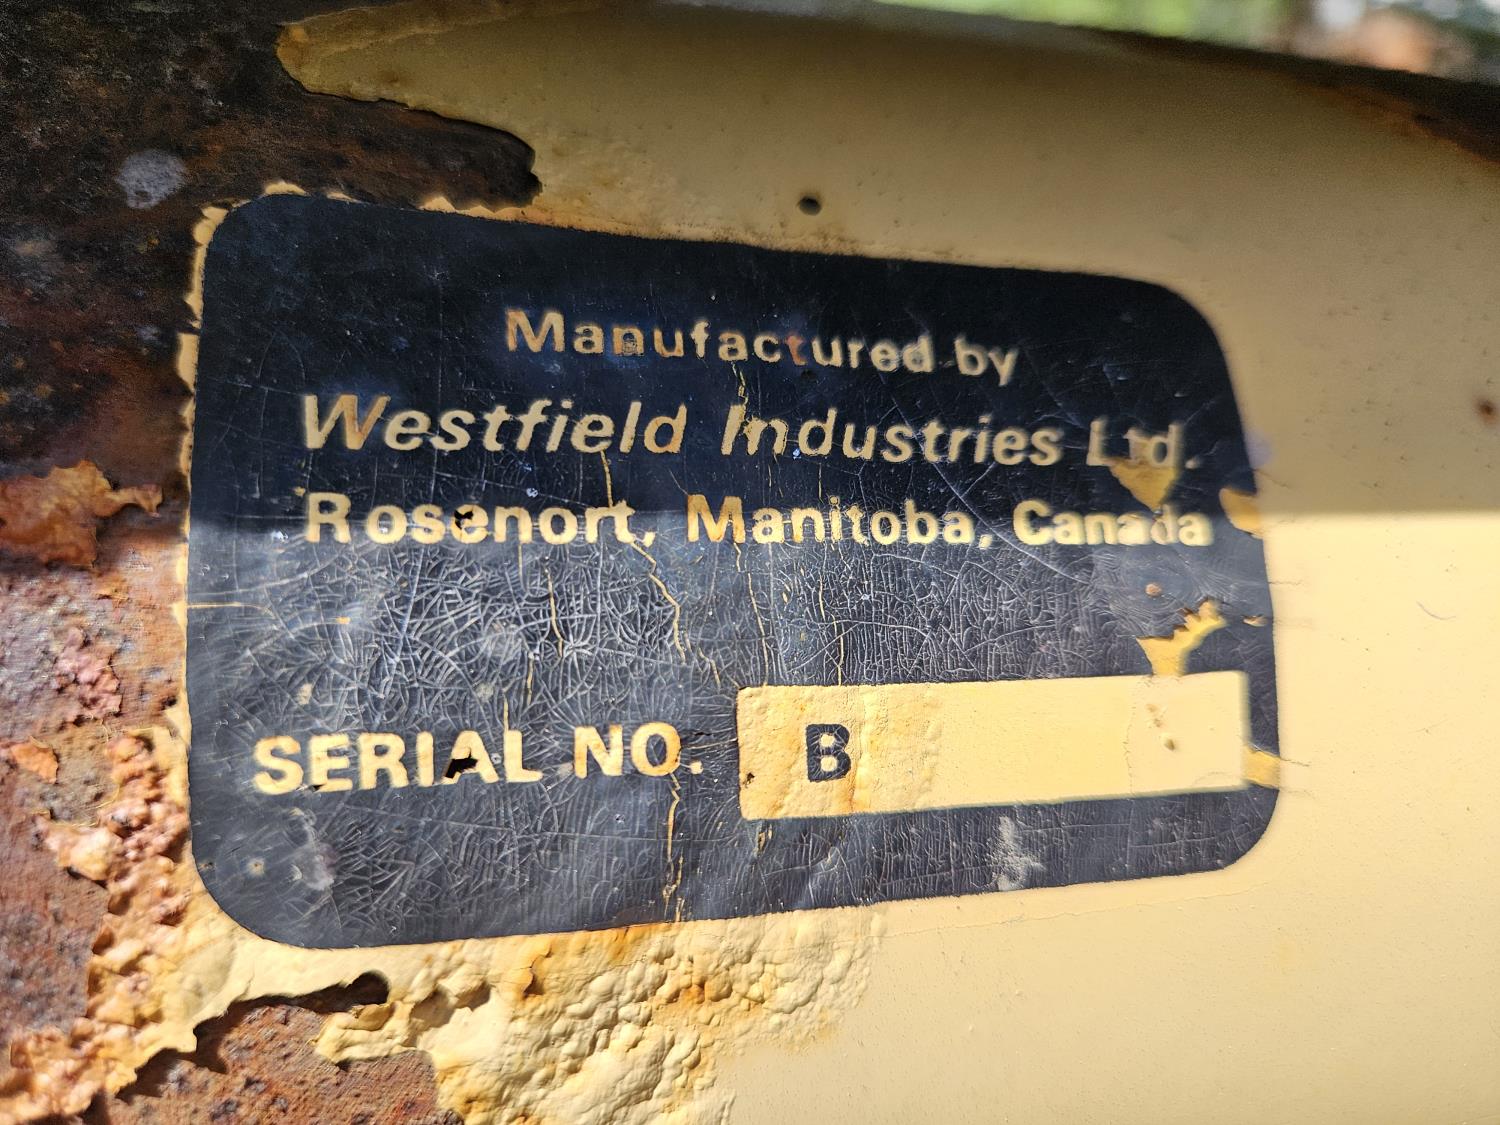 Manufactured by
Westfield Industries Ltd.
Rosenort, Manitoba, Canada
SERIAL NO. B